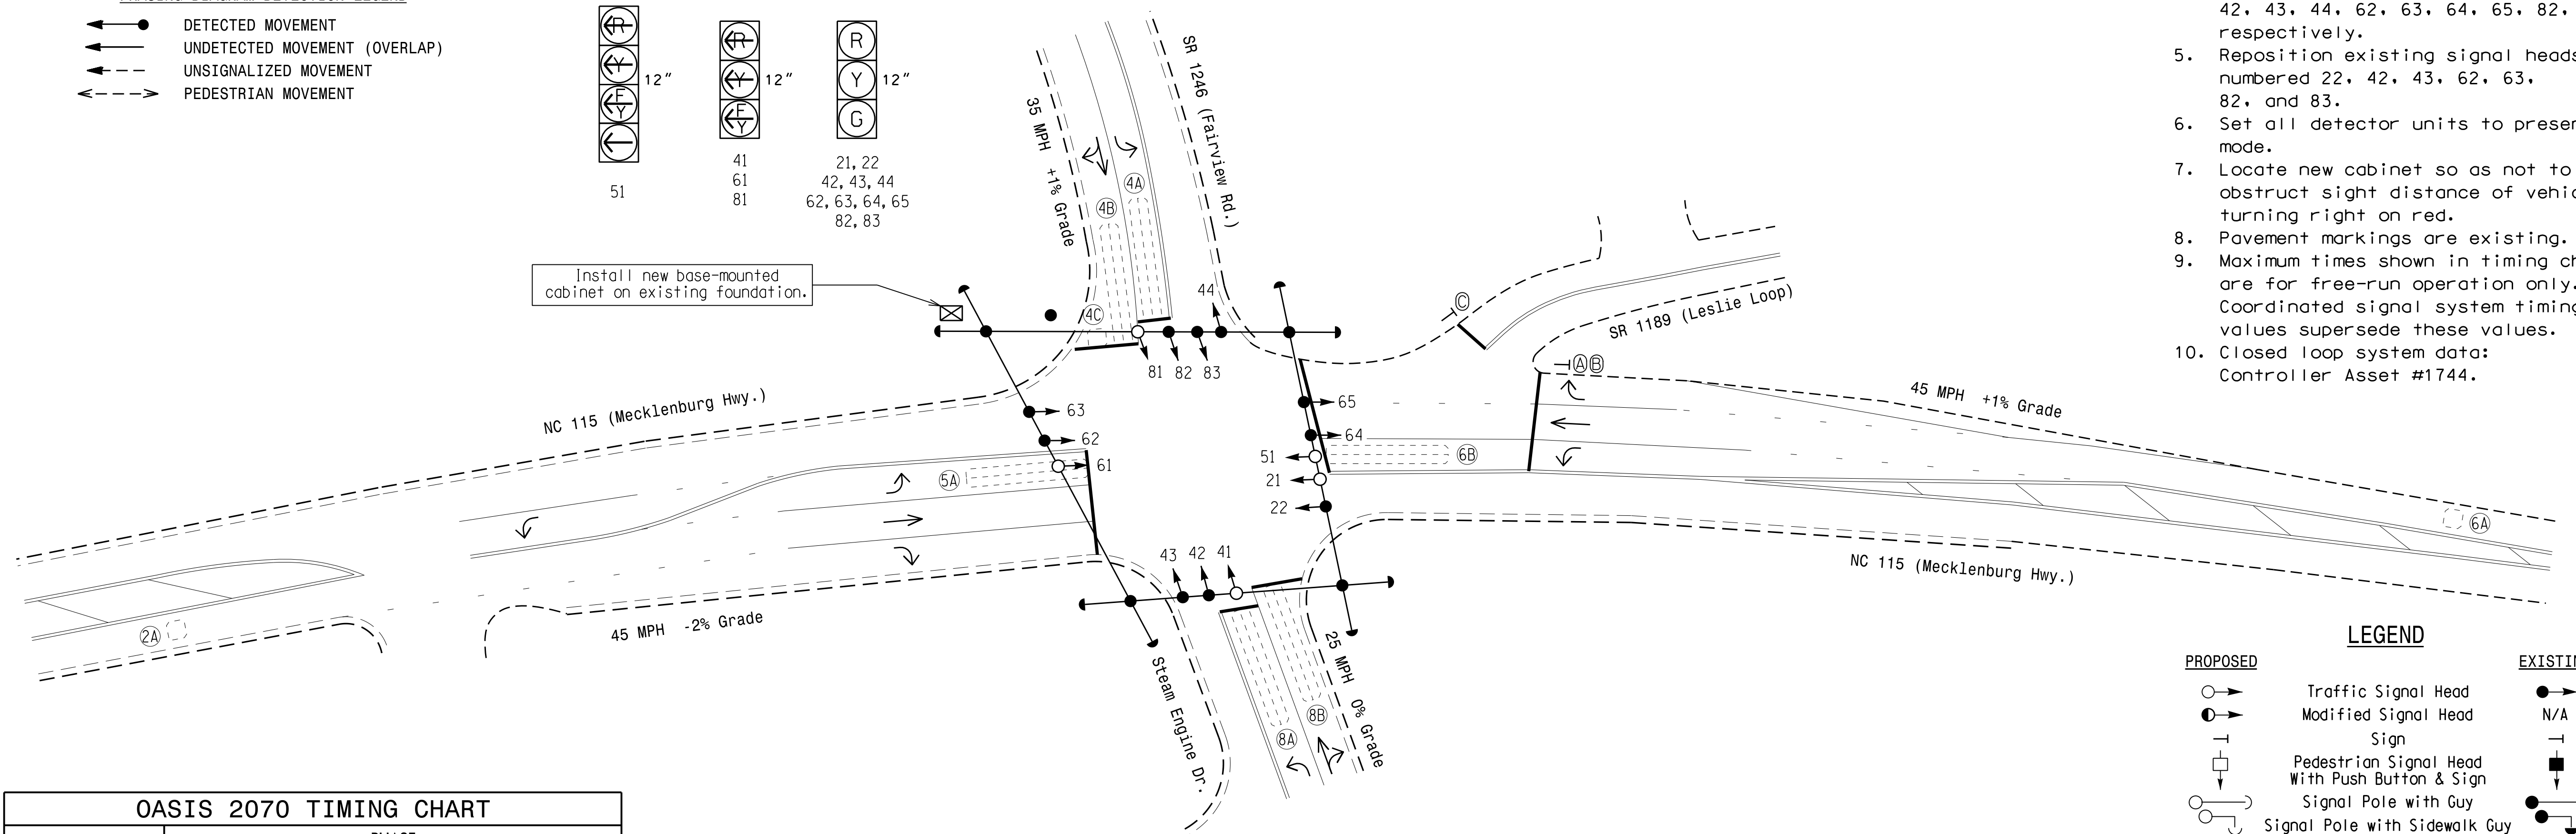 DETECTED MOVEMENT
UNDETECTED MOVEMENT (OVERLAP)
UNSIGNALIZED MOVEMENT
PEDESTRIAN MOVEMENT
R
Y
F
Y
12"
51
R
Y
F
Y
12"
41
61
81
R
Y
G
12"
21, 22
42, 43, 44
62, 63, 64, 65
82, 83
Install new base-mounted
cabinet on existing foundation.
35 MPH +1% Grade
SR 1246 (Fairview Rd.)
4A
4B
4C
44
81
82
83
C
SR 1189 (Leslie Loop)
A B
45 MPH +1% Grade
NC 115 (Mecklenburg Hwy.)
63
62
61
65
64
51
21
22
5A
6B
6A
2A
45 MPH -2% Grade
43
42
41
NC 115 (Mecklenburg Hwy.)
Steam Engine Dr.
25 MPH 0% Grade
8A
8B
42, 43, 44, 62, 63, 64, 65, 82,
respectively.
5. Reposition existing signal heads
numbered 22, 42, 43, 62, 63,
82, and 83.
6. Set all detector units to
mode.
7. Locate new cabinet so as not to
obstruct sight distance of
turning right on red.
8. Pavement markings are existing.
9. Maximum times shown in timing
are for free-run operation only.
Coordinated signal system timing
values supersede these values.
10. Closed loop system data:
Controller Asset #1744.
LEGEND
PROPOSED
Traffic Signal Head
Modified Signal Head N/A
Sign
Pedestrian Signal Head
With Push Button & Sign
Signal Pole with Guy
Signal Pole with Sidewalk Guy
OASIS 2070 TIMING CHART